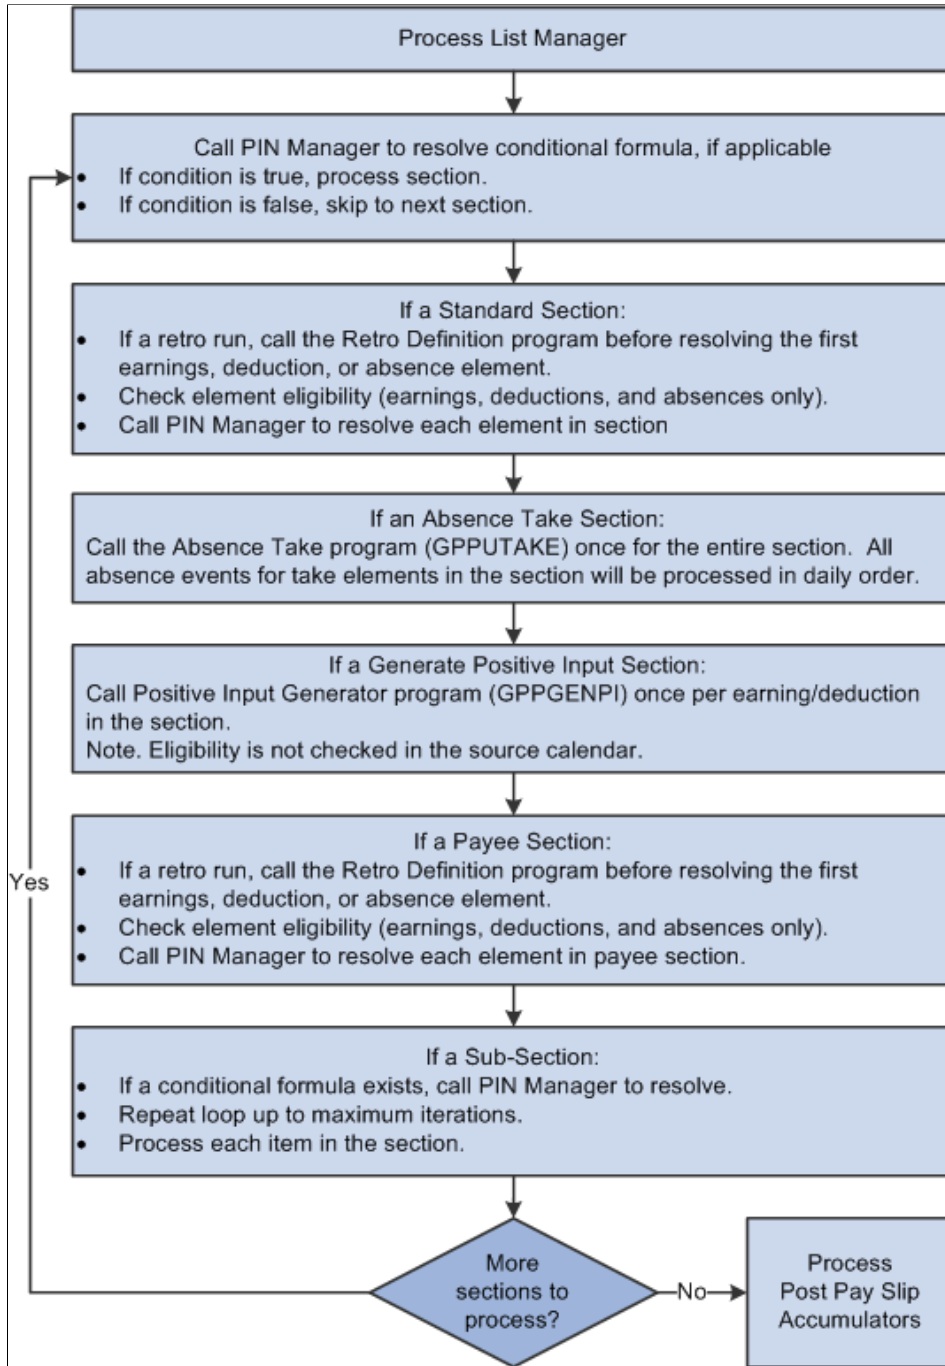 Process List Manager
Call PIN Manager to resolve conditional formula, if applicable
• If condition is true, process section.
• If condition is false, skip to next section.
If a Standard Section:
• If a retro run, call the Retro Definition program before resolving the first
earnings, deduction, or absence element.
• Check element eligibility (earnings, deductions, and absences only).
• Call PIN Manager to resolve each element in section
If an Absence Take Section:
Call the Absence Take program (GPPUTAKE) once for the entire section.  All
absence events for take elements in the section will be processed in daily order.
If a Generate Positive Input Section:
Call Positive Input Generator program (GPPGENPI) once per earning/deduction
in the section.
Note. Eligibility is not checked in the source calendar.
If a Payee Section:
• If a retro run, call the Retro Definition program before resolving the first
earnings, deduction, or absence element.
• Check element eligibility (earnings, deductions, and absences only).
• Call PIN Manager to resolve each element in payee section.
Yes
If a Sub-Section:
• If a conditional formula exists, call PIN Manager to resolve.
• Repeat loop up to maximum iterations.
• Process each item in the section.
More
sections to
process?
No
Process
Post Pay Slip
Accumulators